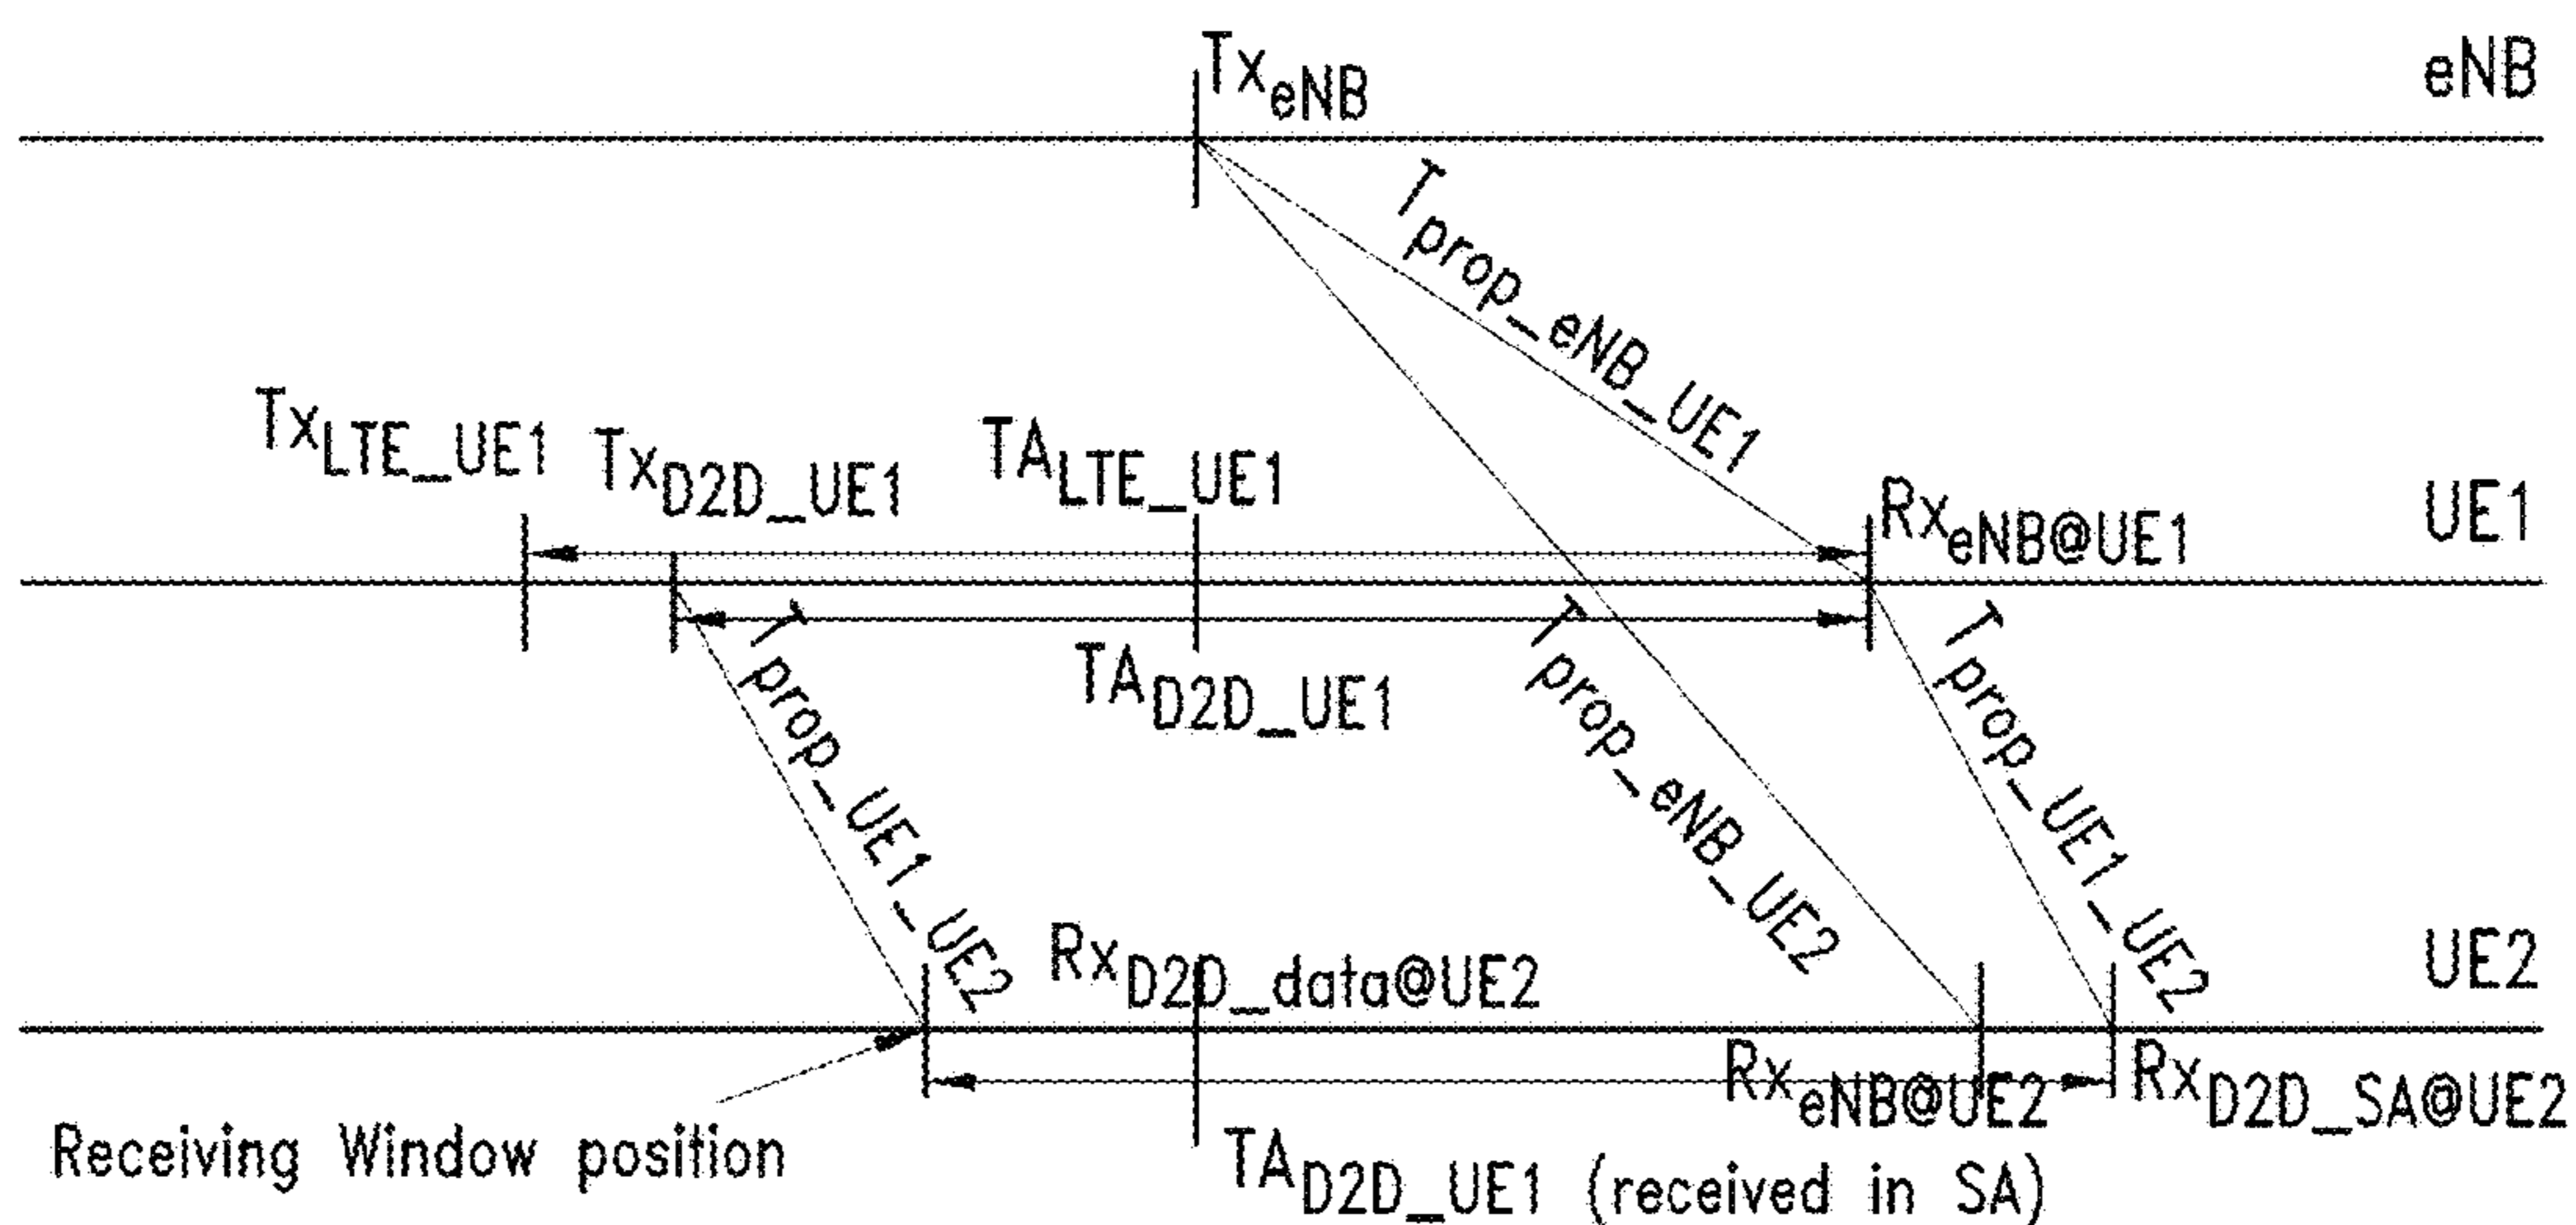 Tx_eNB
eNB
T_prop_eNB_UE1
Tx_LTE_UE1
Tx_D2D_UE1
TA_LTE_UE1
Rx_eNB@UE1
UE1
TA_D2D_UE1
T_prop_UE1_UE2
T_prop_eNB_UE2
T_prop_UE1_UE2
Rx_D2D_data@UE2
UE2
Rx_eNB@UE2
Rx_D2D_SA@UE2
Receiving Window position
TA_D2D_UE1 (received in SA)